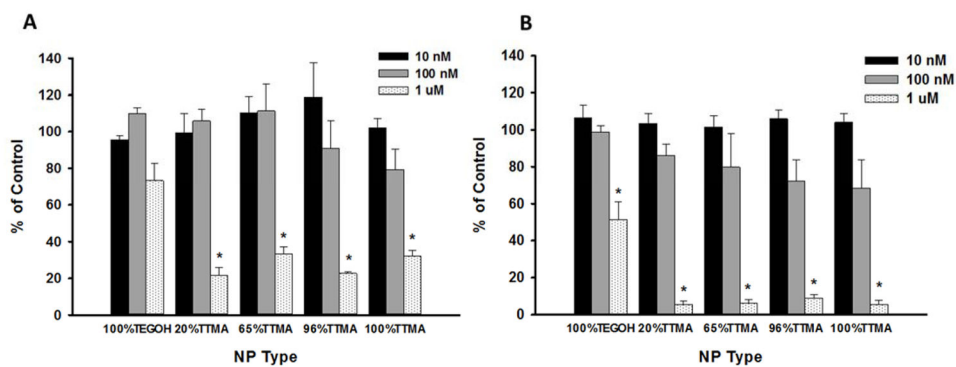 A
% of Control
140
120
100
80
60
40
20
0
10 nM
100 nM
1 uM
*
*
*
*
100%TEGOH 20%TTMA 65%TTMA 96%TTMA 100%TTMA
NP Type
B
% of Control
140
120
100
80
60
40
20
0
10 nM
100 nM
1 uM
*
*
*
*
*
100%TEGOH 20%TTMA 65%TTMA 96%TTMA 100%TTMA
NP Type